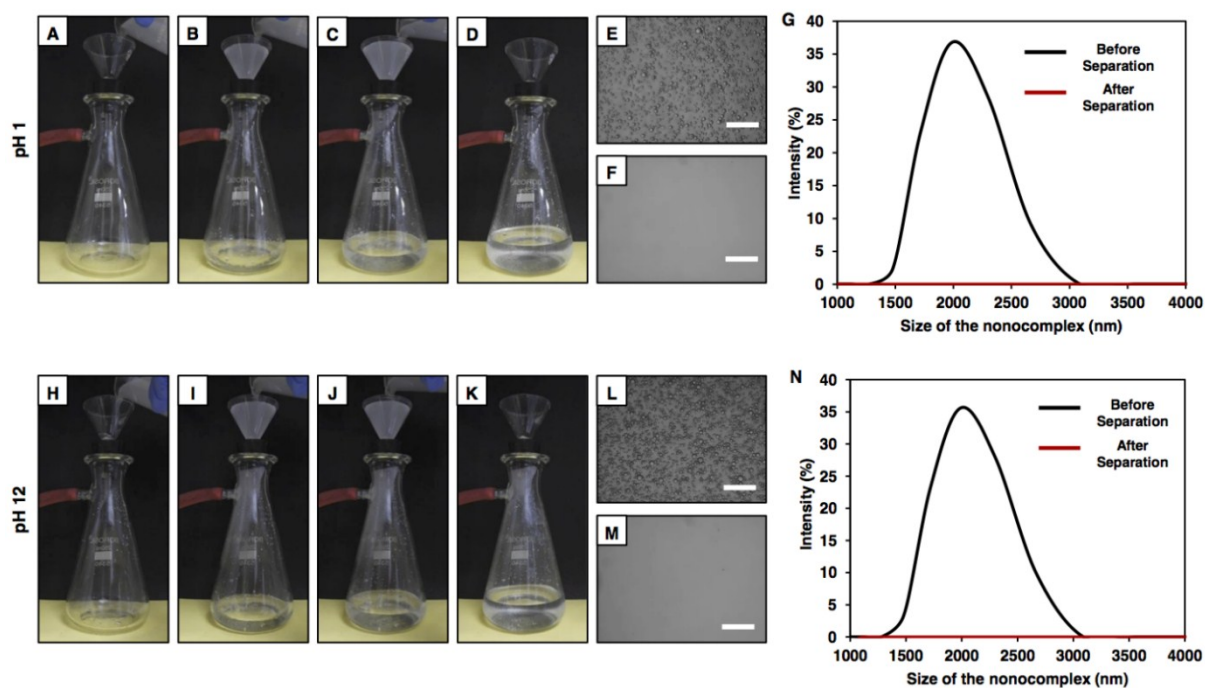 A
B
C
D
E
F
pH 1
G
40
35
30
25
20
15
10
5
0
Intensity (%)
Before
Separation
After
Separation
1000 1500 2000 2500 3000 3500 4000
Size of the nonocomplex (nm)
H
I
J
K
L
M
pH 12
N
40
35
30
25
20
15
10
5
0
Intensity (%)
Before
Separation
After
Separation
1000 1500 2000 2500 3000 3500 4000
Size of the nonocomplex (nm)